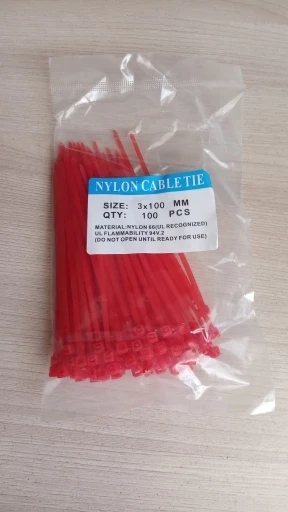 NYLON CABLE TIE
SIZE: 3x100 MM
QTY: 100 PCS
MATERIAL:NYLON 66(UL RECOGNIZED)
UL FLAMMABILITY 94V.2
(DO NOT OPEN UNTIL READY FOR USE)